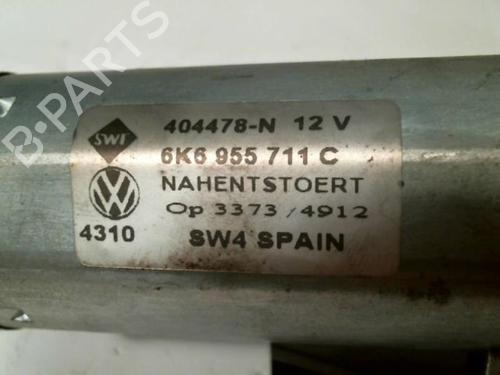 SWF 404478-N 12 V
6K6 955 711 C
NAHENTSTOERT
Op 3373 / 4912
4310 SW4 SPAIN
B-PARTS